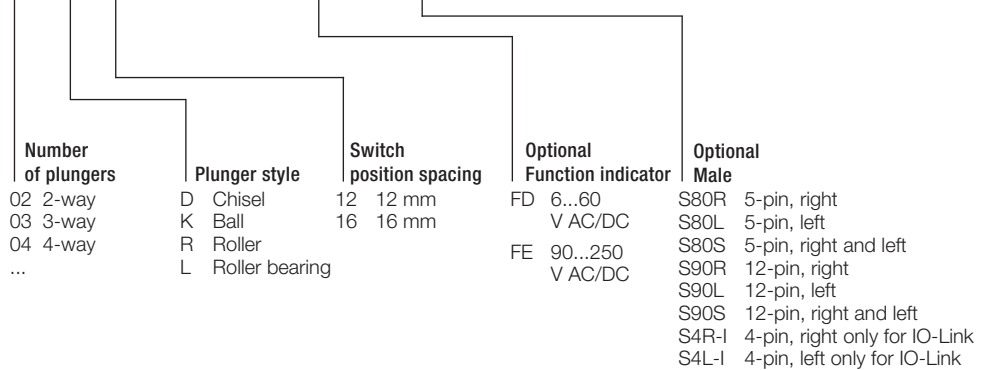 Number
of plungers
02 2-way
03 3-way
04 4-way
...
Plunger style
D Chisel
K Ball
R Roller
L Roller bearing
Switch
position spacing
12 12 mm
16 16 mm
Optional
Function indicator
FD 6...60
V AC/DC
FE 90...250
V AC/DC
Optional
Male
S80R 5-pin, right
S80L 5-pin, left
S80S 5-pin, right and left
S90R 12-pin, right
S90L 12-pin, left
S90S 12-pin, right and left
S4R-I 4-pin, right only for IO-Link
S4L-I 4-pin, left only for IO-Link